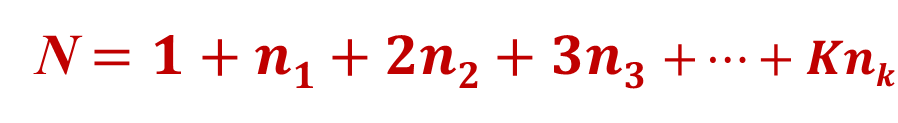 N = 1 + n₁ + 2n₂ + 3n₃ + ⋯ + Knₖ